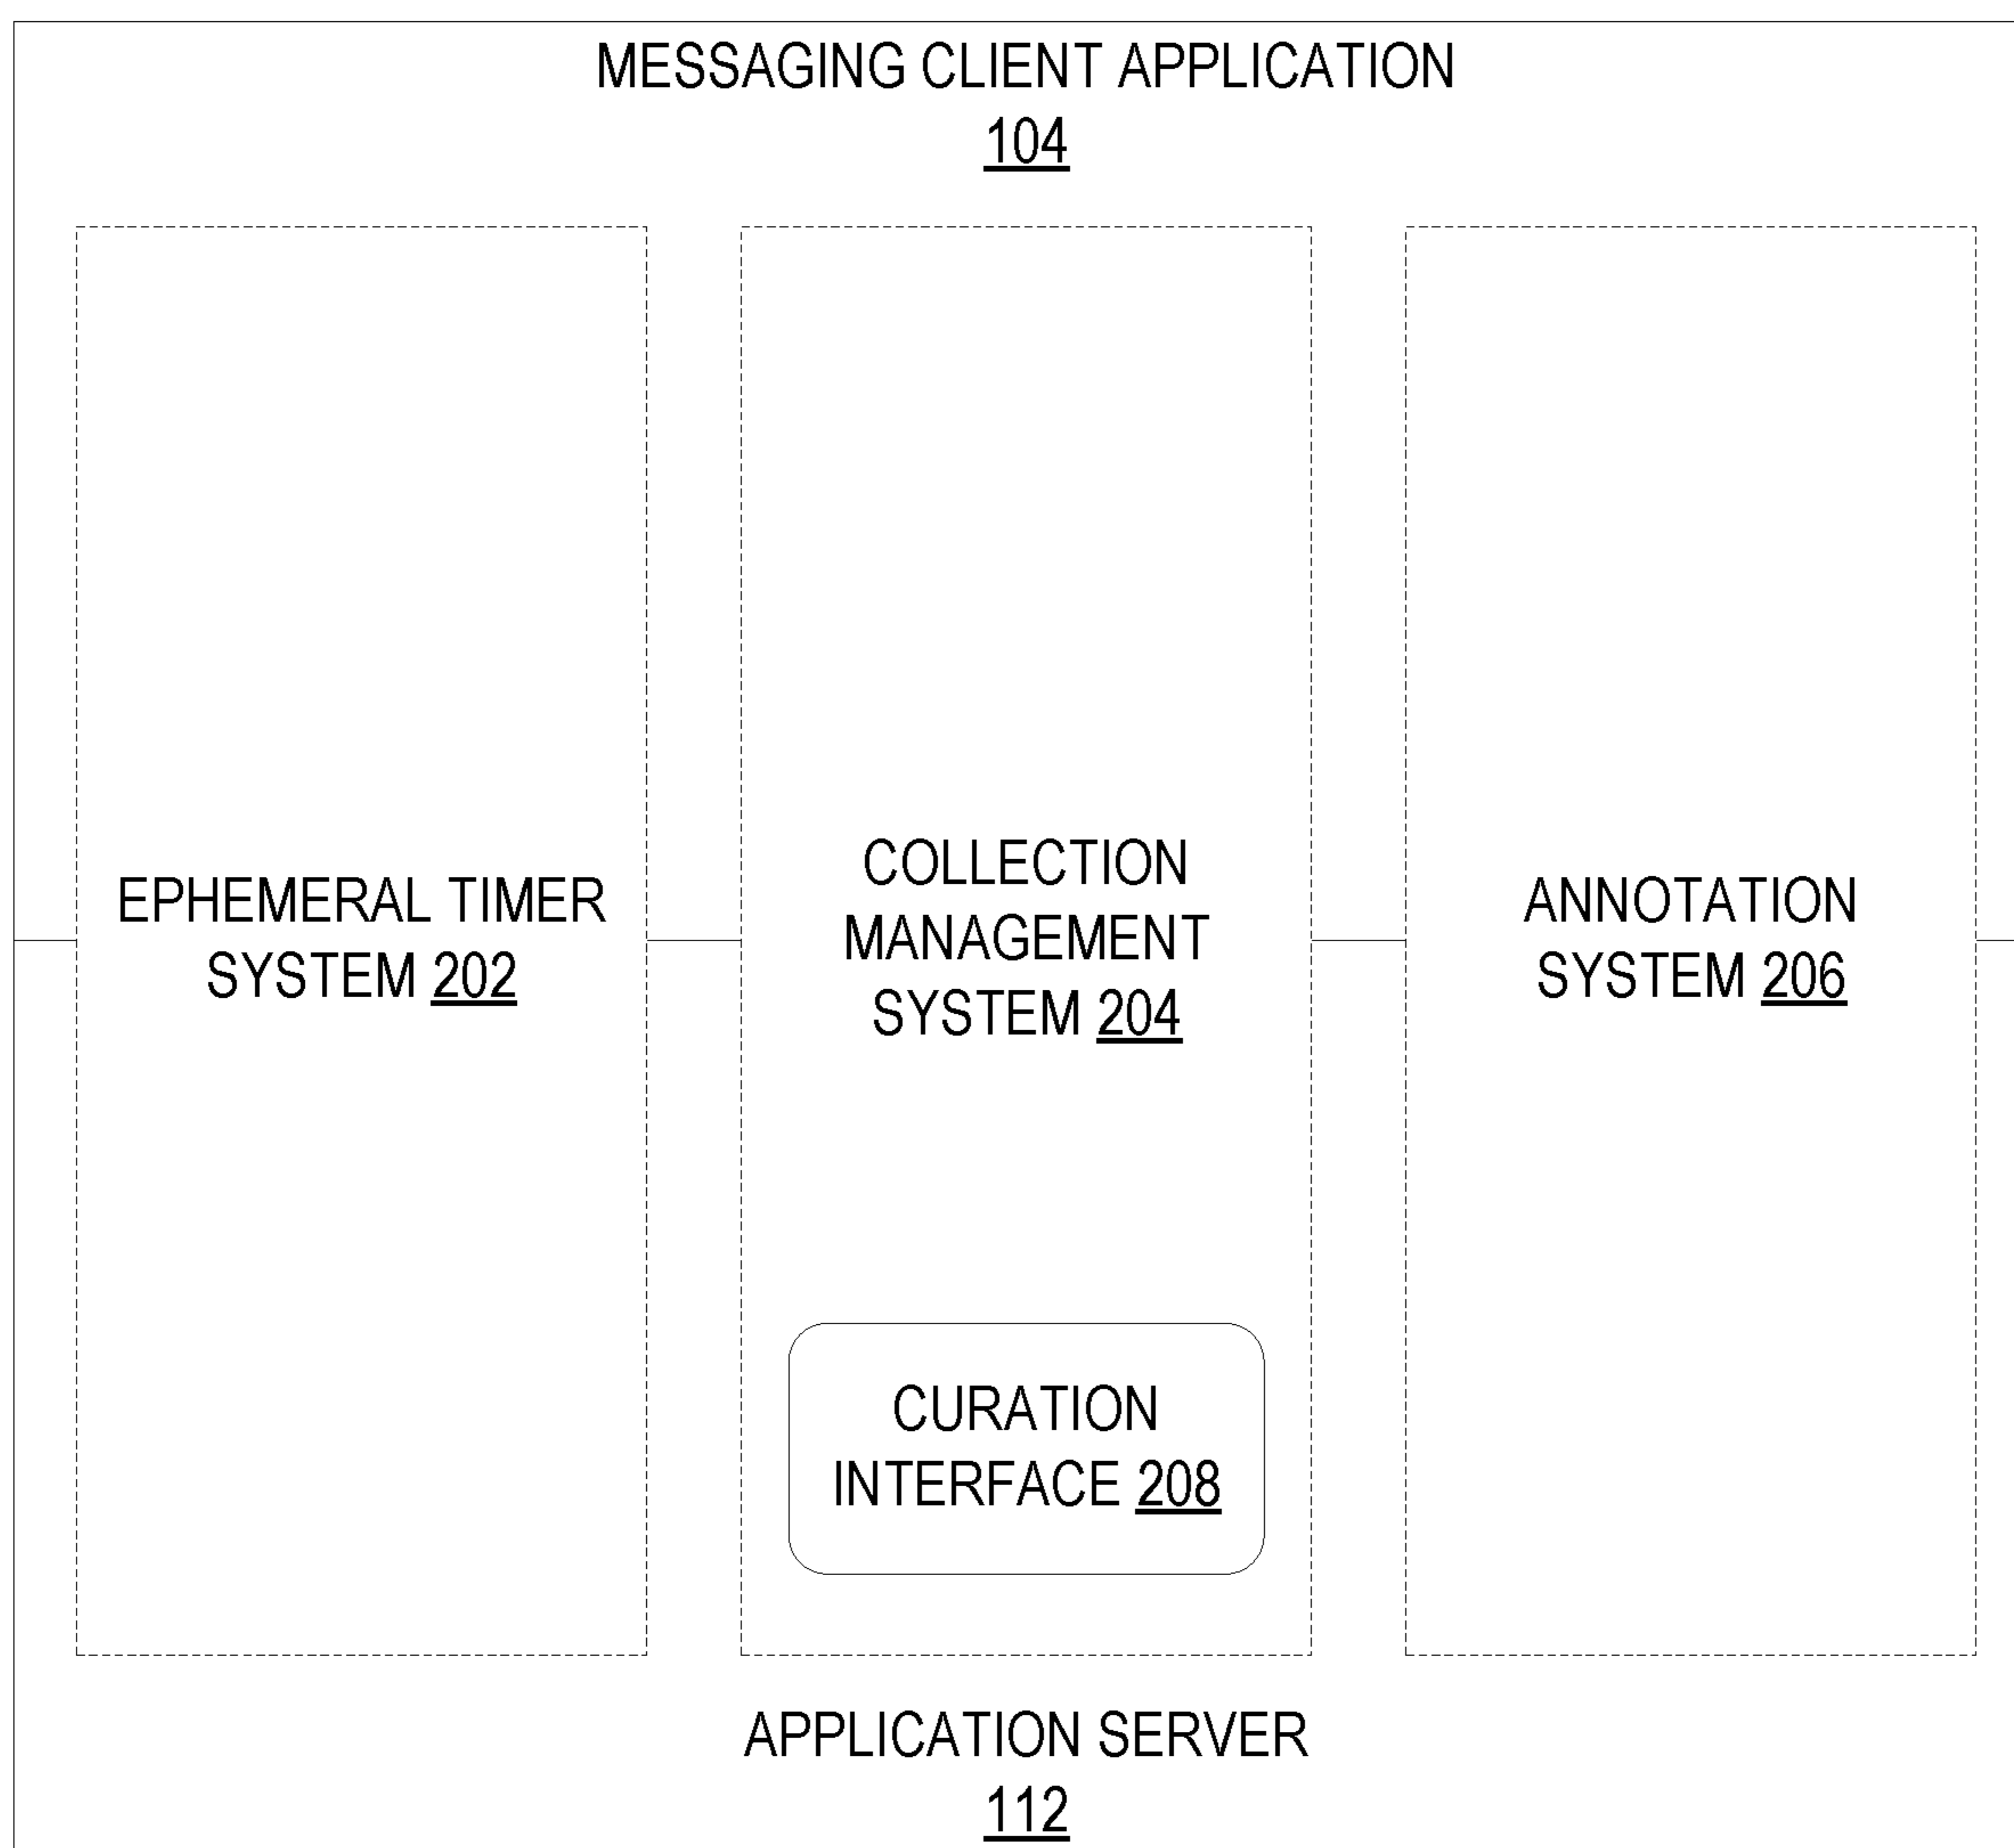 MESSAGING CLIENT APPLICATION
104
EPHEMERAL TIMER
SYSTEM 202
COLLECTION
MANAGEMENT
SYSTEM 204
ANNOTATION
SYSTEM 206
CURATION
INTERFACE 208
APPLICATION SERVER
112